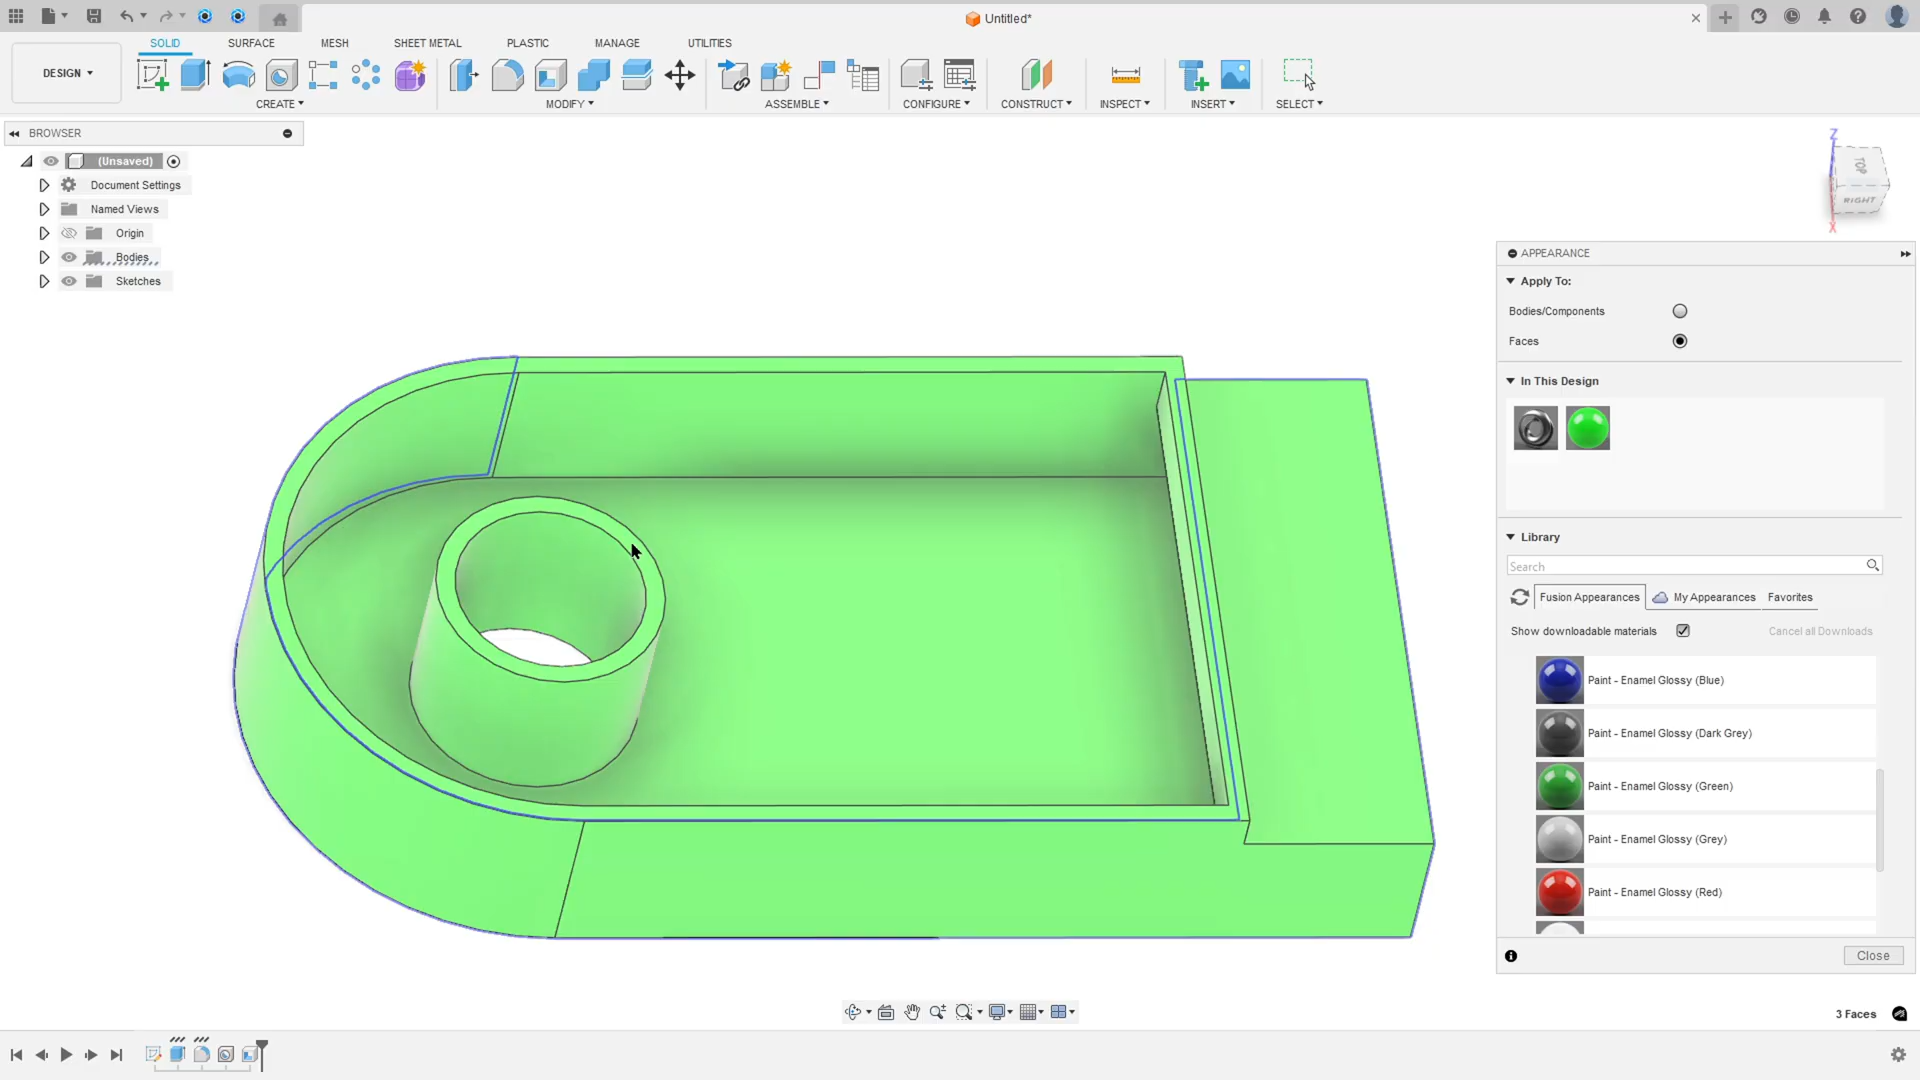 Untitled*
DESIGN
SOLID
SURFACE
MESH
SHEET METAL
PLASTIC
MANAGE
UTILITIES
CREATE
MODIFY
ASSEMBLE
CONFIGURE
CONSTRUCT
INSPECT
INSERT
SELECT
BROWSER
(Unsaved)
Document Settings
Named Views
Origin
Bodies
Sketches
Z
TOP
RIGHT
X
APPEARANCE
Apply To:
Bodies/Components
Faces
In This Design
Library
Search
Fusion Appearances
My Appearances
Favorites
Show downloadable materials
Cancel all Downloads
Paint - Enamel Glossy (Blue)
Paint - Enamel Glossy (Dark Grey)
Paint - Enamel Glossy (Green)
Paint - Enamel Glossy (Grey)
Paint - Enamel Glossy (Red)
Close
3 Faces